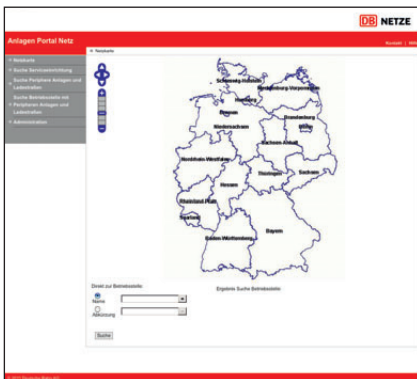 DB NETZE
Anlagen Portal Netz
Kontakt | Hilfe
Netzkarte
Netzkarte
Suche Serviceeinrichtung
Suche Periphere Anlagen und
Ladestraßen
Suche Betriebsstelle mit
Peripheren Anlagen und
Ladestraßen
Administration
Schleswig-Holstein
Mecklenburg-Vorpommern
Hamburg
Bremen
Niedersachsen
Brandenburg
Berlin
Sachsen-Anhalt
Nordrhein-Westfalen
Thüringen
Sachsen
Hessen
Rheinland-Pfalz
Saarland
Baden-Württemberg
Bayern
Direkt zur Betriebsstelle:
Ergebnis Suche Betriebsstelle:
Name
Abkürzung
Suche